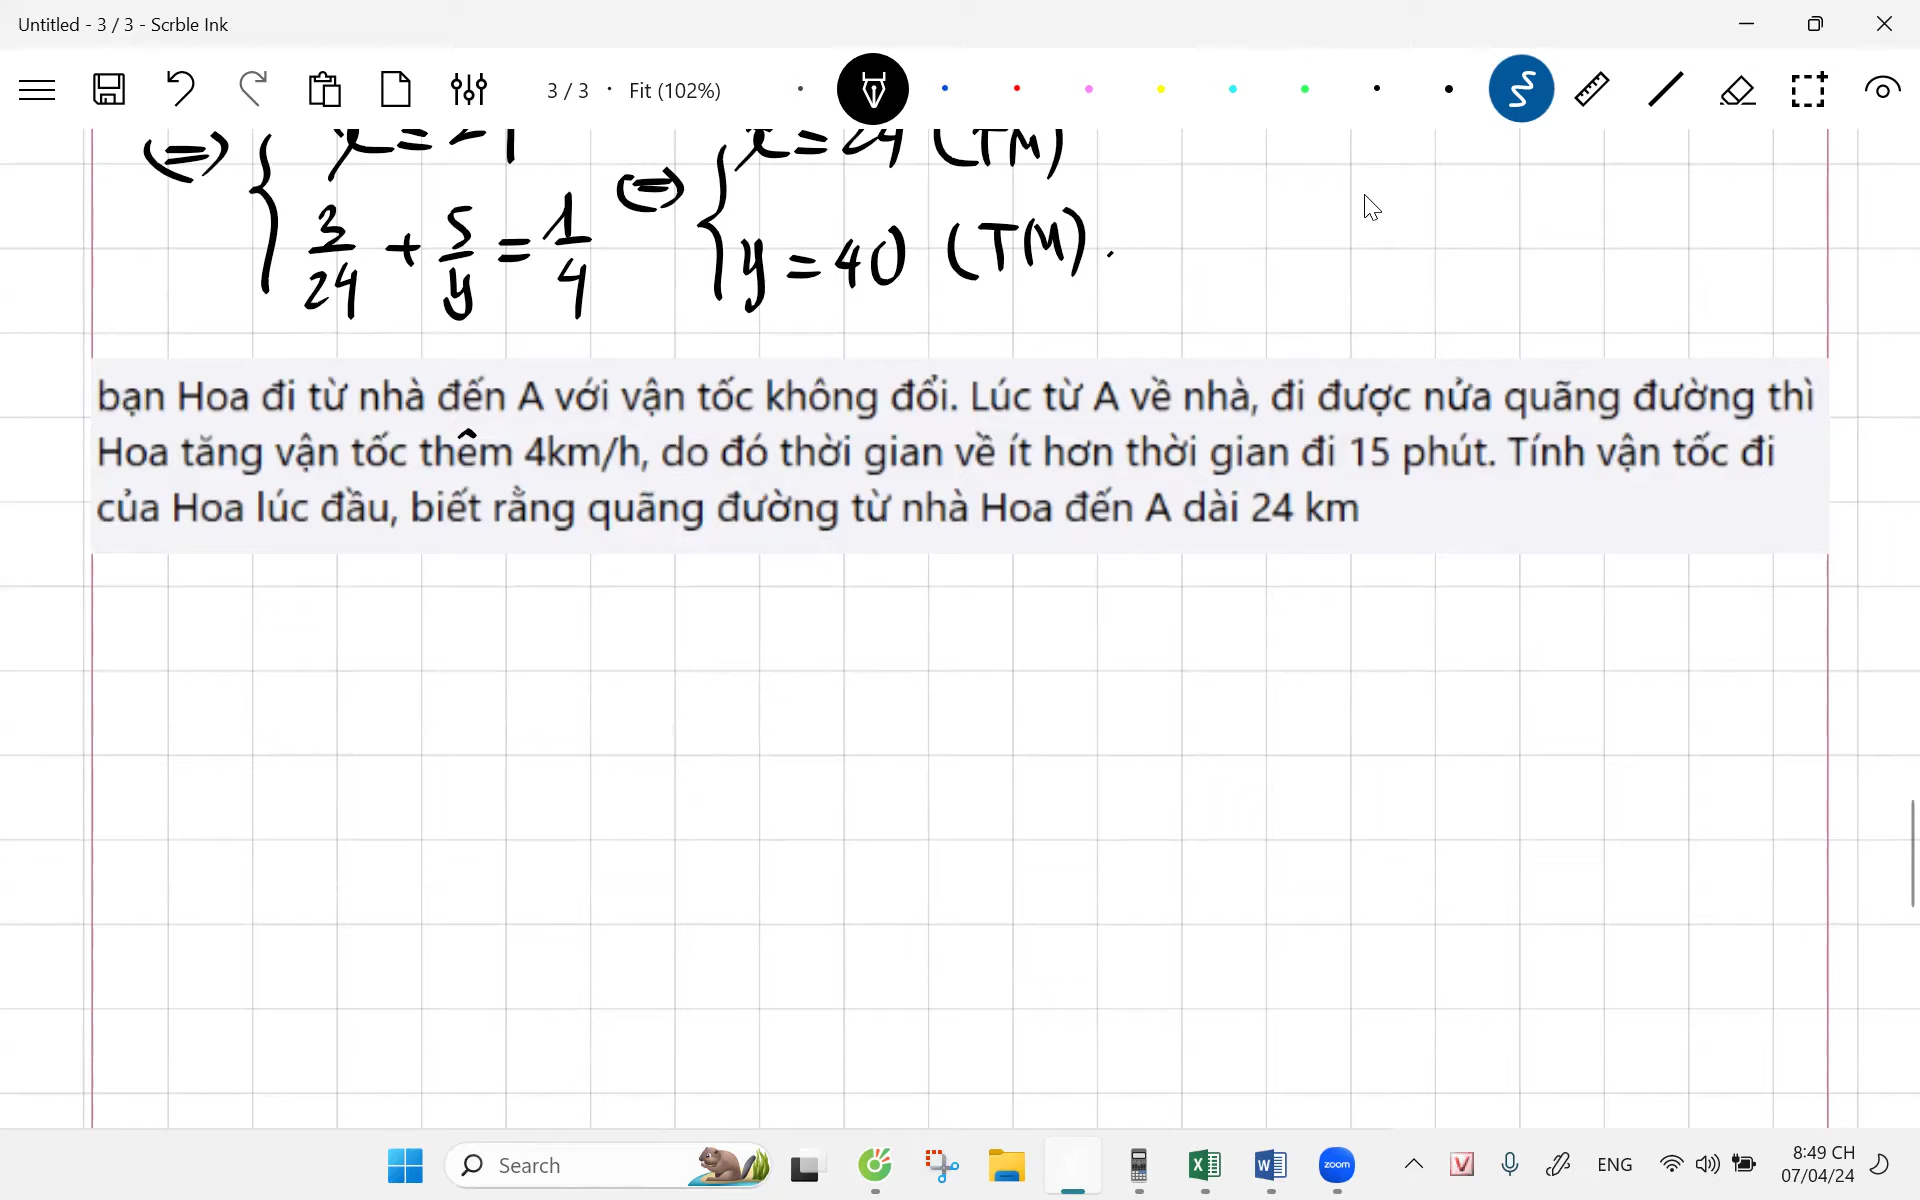 Untitled - 3 / 3 - Scrble Ink
3 / 3 · Fit (102%)
(=) { x = 24 (TM)
3/24 + 5/y = 1/4 (=) { y = 40 (TM).
bạn Hoa đi từ nhà đến A với vận tốc không đổi. Lúc từ A về nhà, đi được nửa quãng đường thì
Hoa tăng vận tốc thêm 4km/h, do đó thời gian về ít hơn thời gian đi 15 phút. Tính vận tốc đi
của Hoa lúc đầu, biết rằng quãng đường từ nhà Hoa đến A dài 24 km
Search
zoom
ENG
8:49 CH
07/04/24